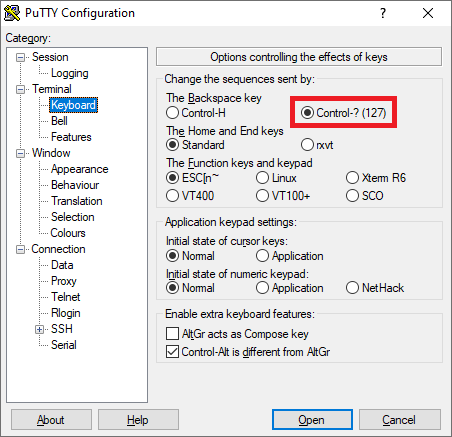 PuTTY Configuration ? ×
Category:
Session
Logging
Terminal
Keyboard
Bell
Features
Window
Appearance
Behaviour
Translation
Selection
Colours
Connection
Data
Proxy
Telnet
Rlogin
SSH
Serial
Options controlling the effects of keys
Change the sequences sent by:
The Backspace key
Control-H Control-? (127)
The Home and End keys
Standard rxvt
The Function keys and keypad
ESC[n~ Linux Xterm R6
VT400 VT100+ SCO
Application keypad settings:
Initial state of cursor keys:
Normal Application
Initial state of numeric keypad:
Normal Application NetHack
Enable extra keyboard features:
AltGr acts as Compose key
Control-Alt is different from AltGr
About Help Open Cancel